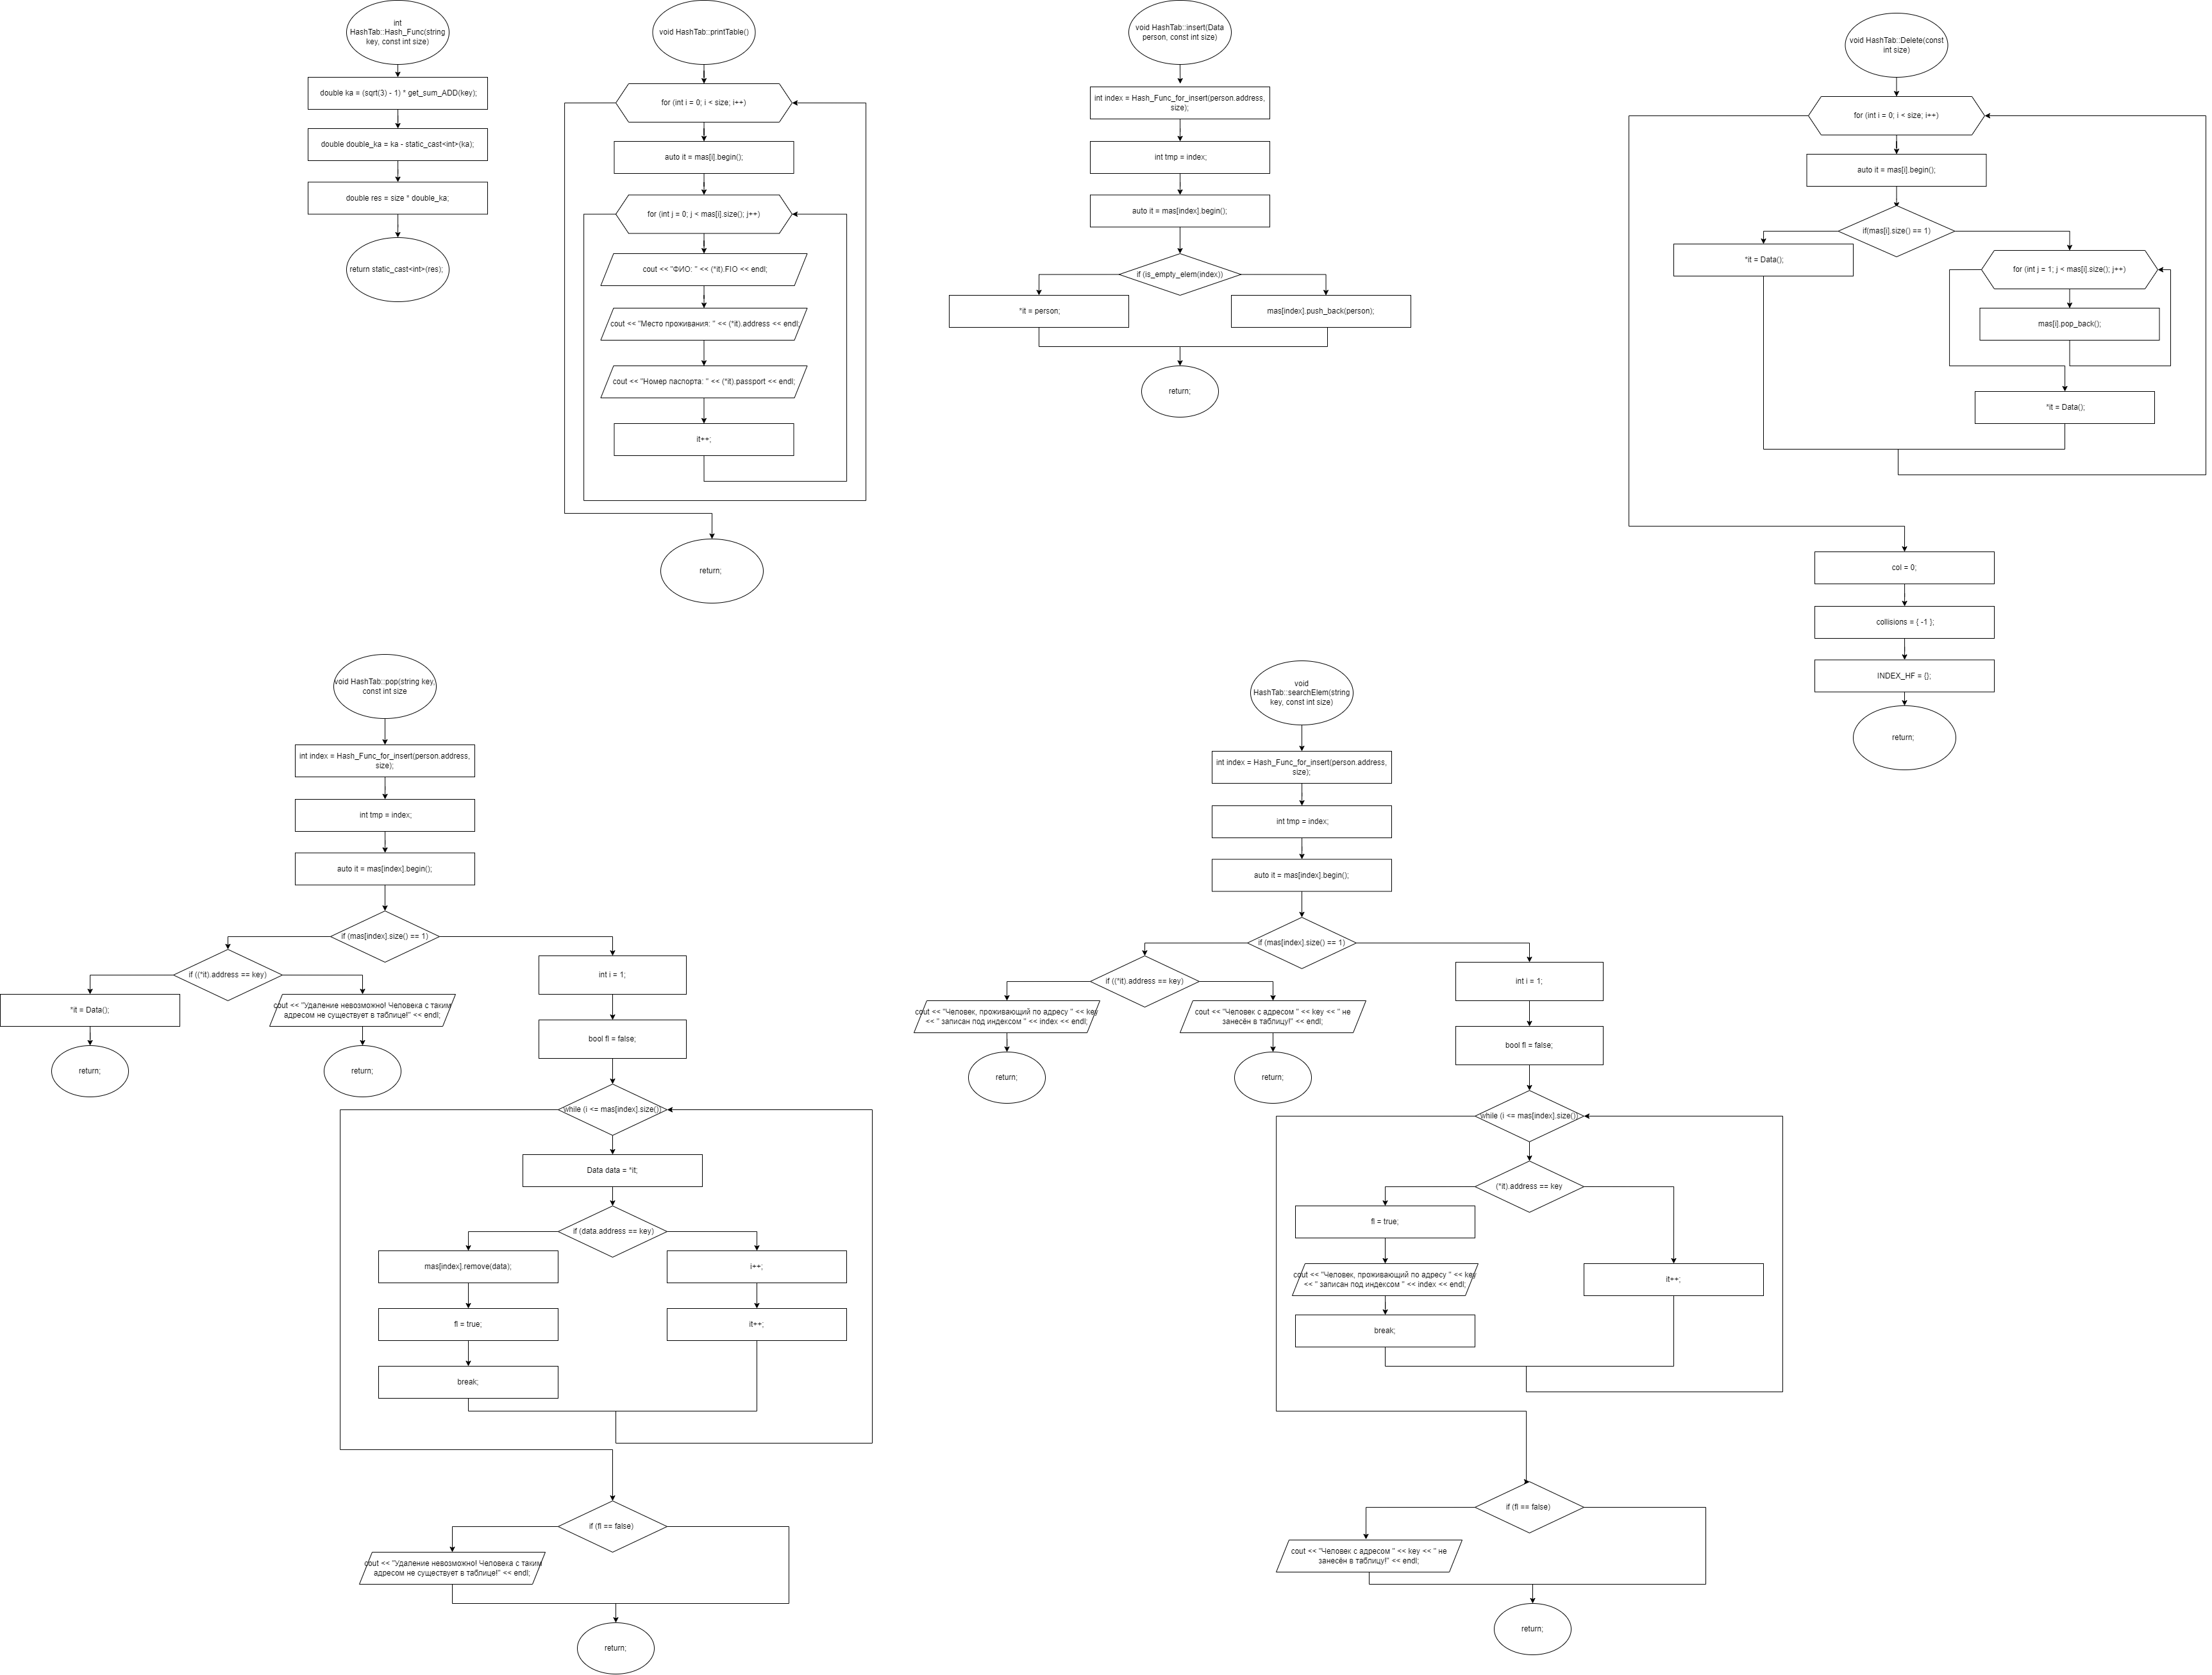 int
HashTab::Hash_Func(string
key, const int size)
double ka = (sqrt(3) - 1) * get_sum_ADD(key);
double double_ka = ka - static_cast<int>(ka);
double res = size * double_ka;
return static_cast<int>(res);
void HashTab::printTable()
for (int i = 0; i < size; i++)
auto it = mas[i].begin();
for (int j = 0; j < mas[i].size(); j++)
cout << "ФИО: " << (*it).FIO << endl;
cout << "Место проживания: " << (*it).address << endl;
cout << "Номер паспорта: " << (*it).passport << endl;
it++;
return;
void HashTab::insert(Data
person, const int size)
int index = Hash_Func_for_insert(person.address,
size);
int tmp = index;
auto it = mas[index].begin();
if (is_empty_elem(index))
*it = person;
mas[index].push_back(person);
return;
void HashTab::Delete(const
int size)
for (int i = 0; i < size; i++)
auto it = mas[i].begin();
if(mas[i].size() == 1)
*it = Data();
for (int j = 1; j < mas[i].size(); j++)
mas[i].pop_back();
*it = Data();
col = 0;
collisions = { -1 };
INDEX_HF = {};
return;
void HashTab::pop(string key,
const int size
int index = Hash_Func_for_insert(person.address,
size);
int tmp = index;
auto it = mas[index].begin();
if (mas[index].size() == 1)
if ((*it).address == key)
*it = Data();
return;
cout << "Удаление невозможно! Человека с таким
адресом не существует в таблице!" << endl;
return;
int i = 1;
bool fl = false;
while (i <= mas[index].size())
Data data = *it;
if (data.address == key)
mas[index].remove(data);
fl = true;
break;
i++;
it++;
if (fl == false)
cout << "Удаление невозможно! Человека с таким
адресом не существует в таблице!" << endl;
return;
void
HashTab::searchElem(string
key, const int size)
int index = Hash_Func_for_insert(person.address,
size);
int tmp = index;
auto it = mas[index].begin();
if (mas[index].size() == 1)
if ((*it).address == key)
cout << "Человек, проживающий по адресу " << key
<< " записан под индексом " << index << endl;
return;
cout << "Человек с адресом " << key << " не
занесён в таблицу!" << endl;
return;
int i = 1;
bool fl = false;
while (i <= mas[index].size())
(*it).address == key
fl = true;
cout << "Человек, проживающий по адресу " << key
<< " записан под индексом " << index << endl;
break;
it++;
if (fl == false)
cout << "Человек с адресом " << key << " не
занесён в таблицу!" << endl;
return;